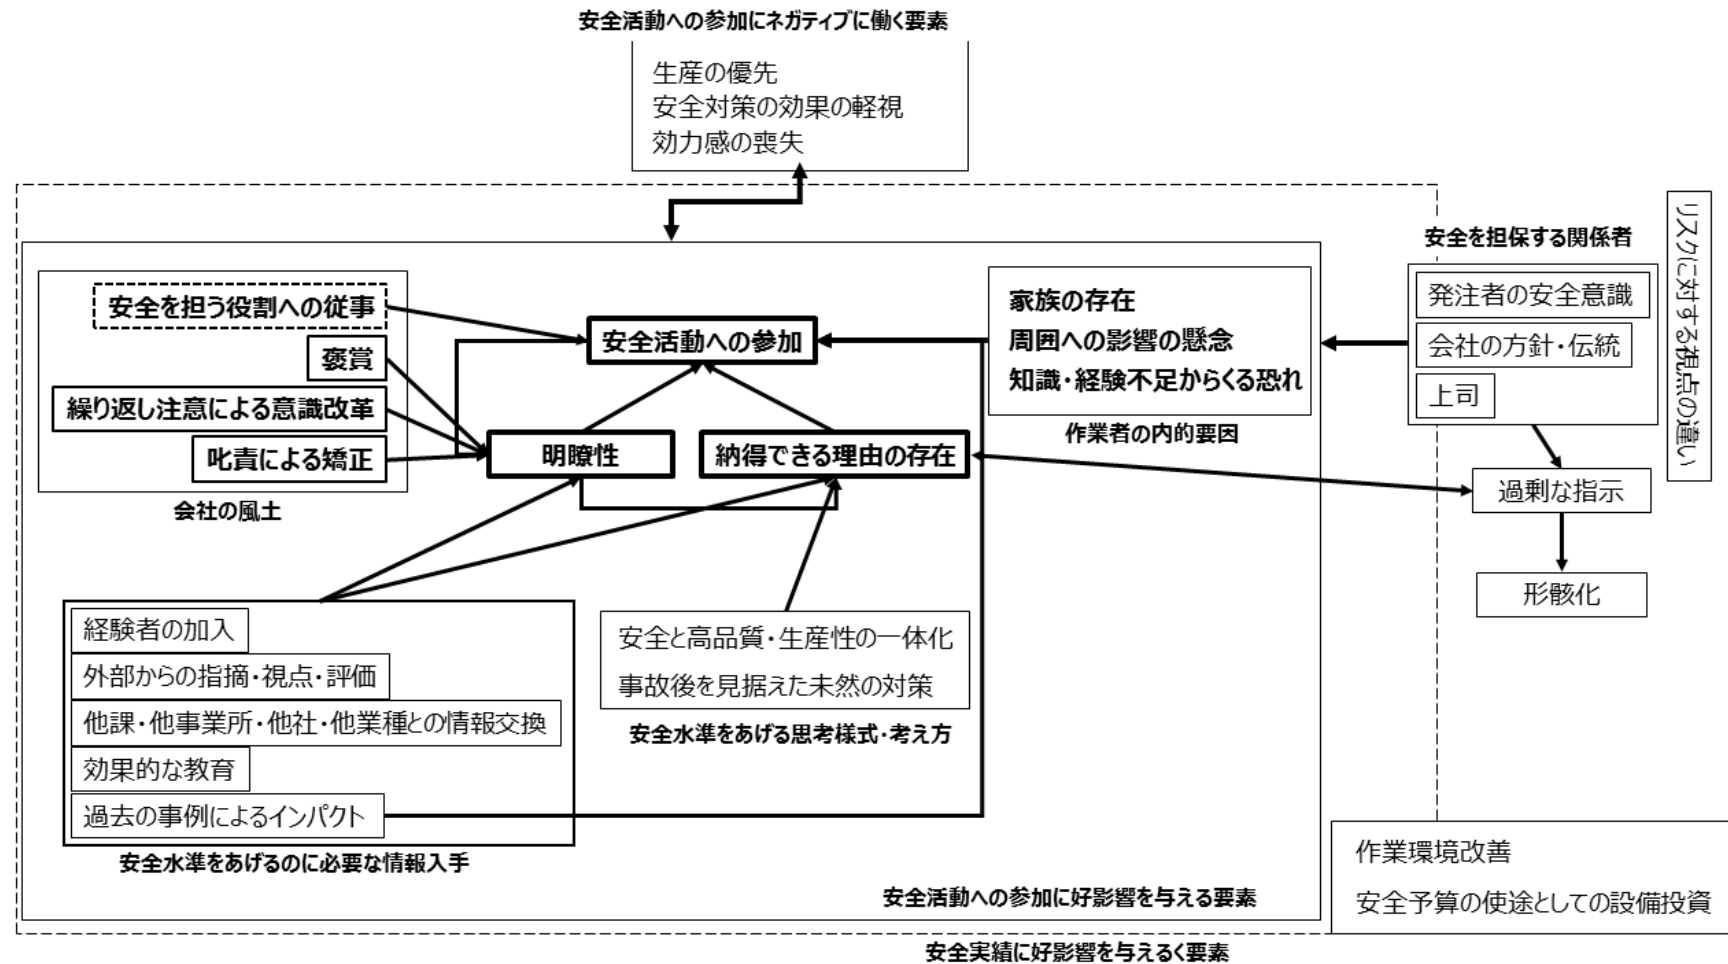 安全活動への参加にネガティブに働く要素
生産の優先
安全対策の効果の軽視
効力感の喪失
安全を担う役割への従事
褒賞
繰り返し注意による意識改革
叱責による矯正
会社の風土
安全活動への参加
明瞭性
納得できる理由の存在
家族の存在
周囲への影響の懸念
知識・経験不足からくる恐れ
作業者の内的要因
安全を担保する関係者
発注者の安全意識
会社の方針・伝統
上司
リスクに対する視点の違い
過剰な指示
形骸化
経験者の加入
外部からの指摘・視点・評価
他課・他事業所・他社・他業種との情報交換
効果的な教育
過去の事例によるインパクト
安全水準をあげるのに必要な情報入手
安全と高品質・生産性の一体化
事故後を見据えた未然の対策
安全水準をあげる思考様式・考え方
安全活動への参加に好影響を与える要素
作業環境改善
安全予算の使途としての設備投資
安全実績に好影響を与えるく要素